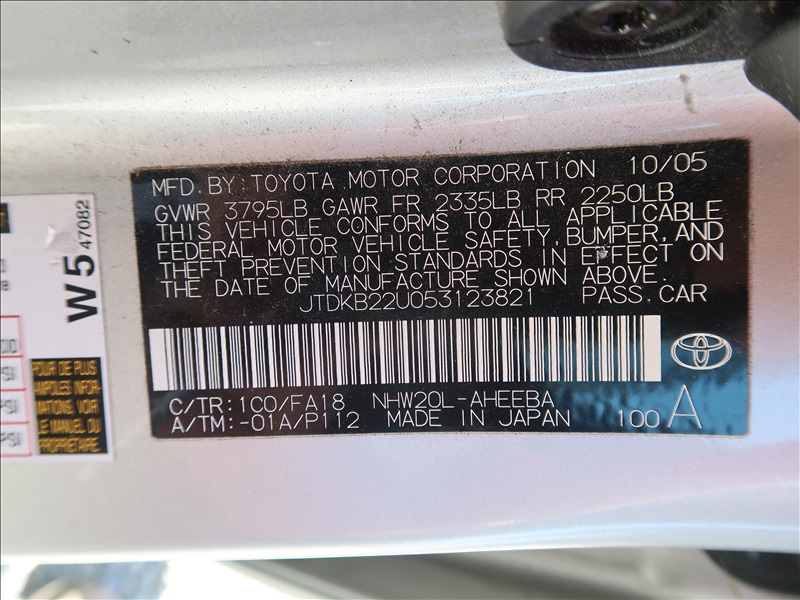 MFD. BY: TOYOTA MOTOR CORPORATION 10/05
GVWR 3795LB GAWR FR 2335LB RR 2250LB
THIS VEHICLE CONFORMS TO ALL APPLICABLE
FEDERAL MOTOR VEHICLE SAFETY, BUMPER, AND
THEFT PREVENTION STANDARDS IN EFFECT ON
THE DATE OF MANUFACTURE SHOWN ABOVE.
JTDKB22U053123821 PASS. CAR
C/TR: 1C0/FA18 NHW20L-AHEEBA
A/TM: -01A/P112 MADE IN JAPAN 100 A
W5
47082
POUR DE PLUS
AMPLES INFOR-
MATIONS, VOIR
LE MANUEL DU
PROPRIÉTAIRE